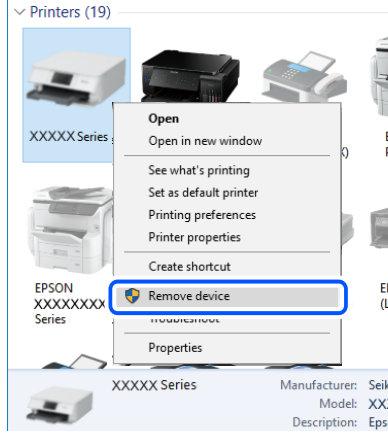 Printers (19)
XXXXX Series
Open
Open in new window
See what's printing
Set as default printer
Printing preferences
Printer properties
Create shortcut
Remove device
Troubleshoot
Properties
EPSON
XXXXXXXX
Series
XXXXX Series
Manufacturer:
Model:
Description: